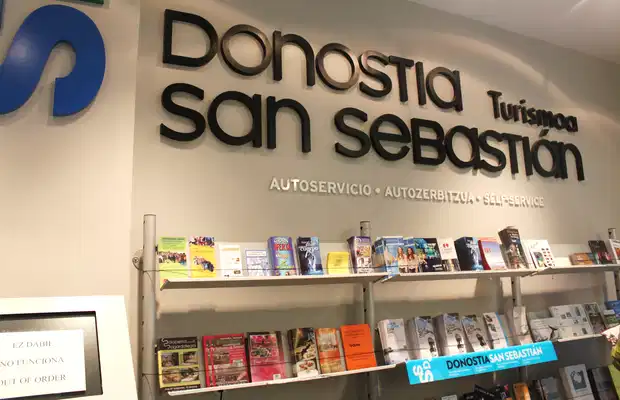 DONOSTIA Turismoa
San Sebastián
AUTOSERVICIO • AUTOZERBITZUA • SELF-SERVICE
EZ DABIL
NO FUNCIONA
OUT OF ORDER
DONOSTIA SAN SEBASTIÁN